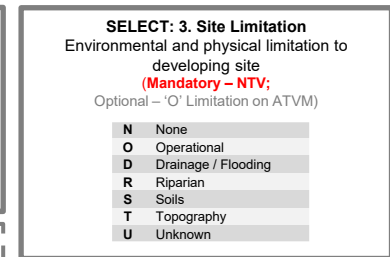 SELECT: 3. Site Limitation
Environmental and physical limitation to
developing site
(Mandatory – NTV;
Optional – 'O' Limitation on ATVM)
N None
O Operational
D Drainage / Flooding
R Riparian
S Soils
T Topography
U Unknown